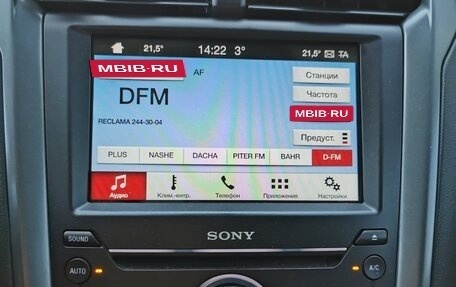 21,5° 14:22 3° 21,5° TA
MBIB-RU
AF
Станции
DFM
Частота
MBIB-RU
RECLAMA 244-30-04
Предуст.
PLUS NASHE DACHA PITER FM BAHR D-FM
Аудио Клим.-кнтр. Телефон Приложения Настройки
SOUND SONY
AUTO A/C